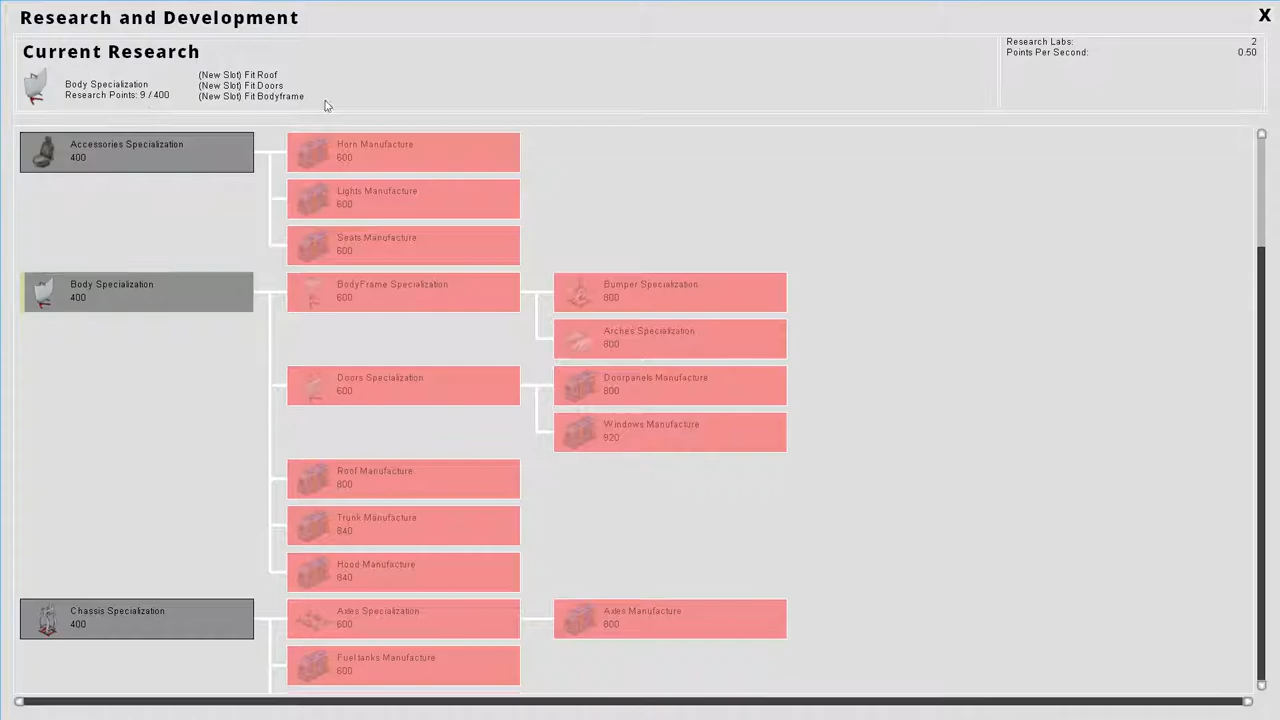 Research and Development
X
Current Research
Body Specialization
Research Points: 9 / 400
(New Slot) Fit Roof
(New Slot) Fit Doors
(New Slot) Fit Bodyframe
Research Labs: 2
Points Per Second: 0.50
Accessories Specialization
400
Horn Manufacture
600
Lights Manufacture
600
Seats Manufacture
600
Body Specialization
400
BodyFrame Specialization
600
Bumper Specialization
800
Arches Specialization
800
Doors Specialization
600
Doorpanels Manufacture
800
Windows Manufacture
920
Roof Manufacture
800
Trunk Manufacture
840
Hood Manufacture
840
Chassis Specialization
400
Axles Specialization
600
Axles Manufacture
800
Fueltanks Manufacture
600